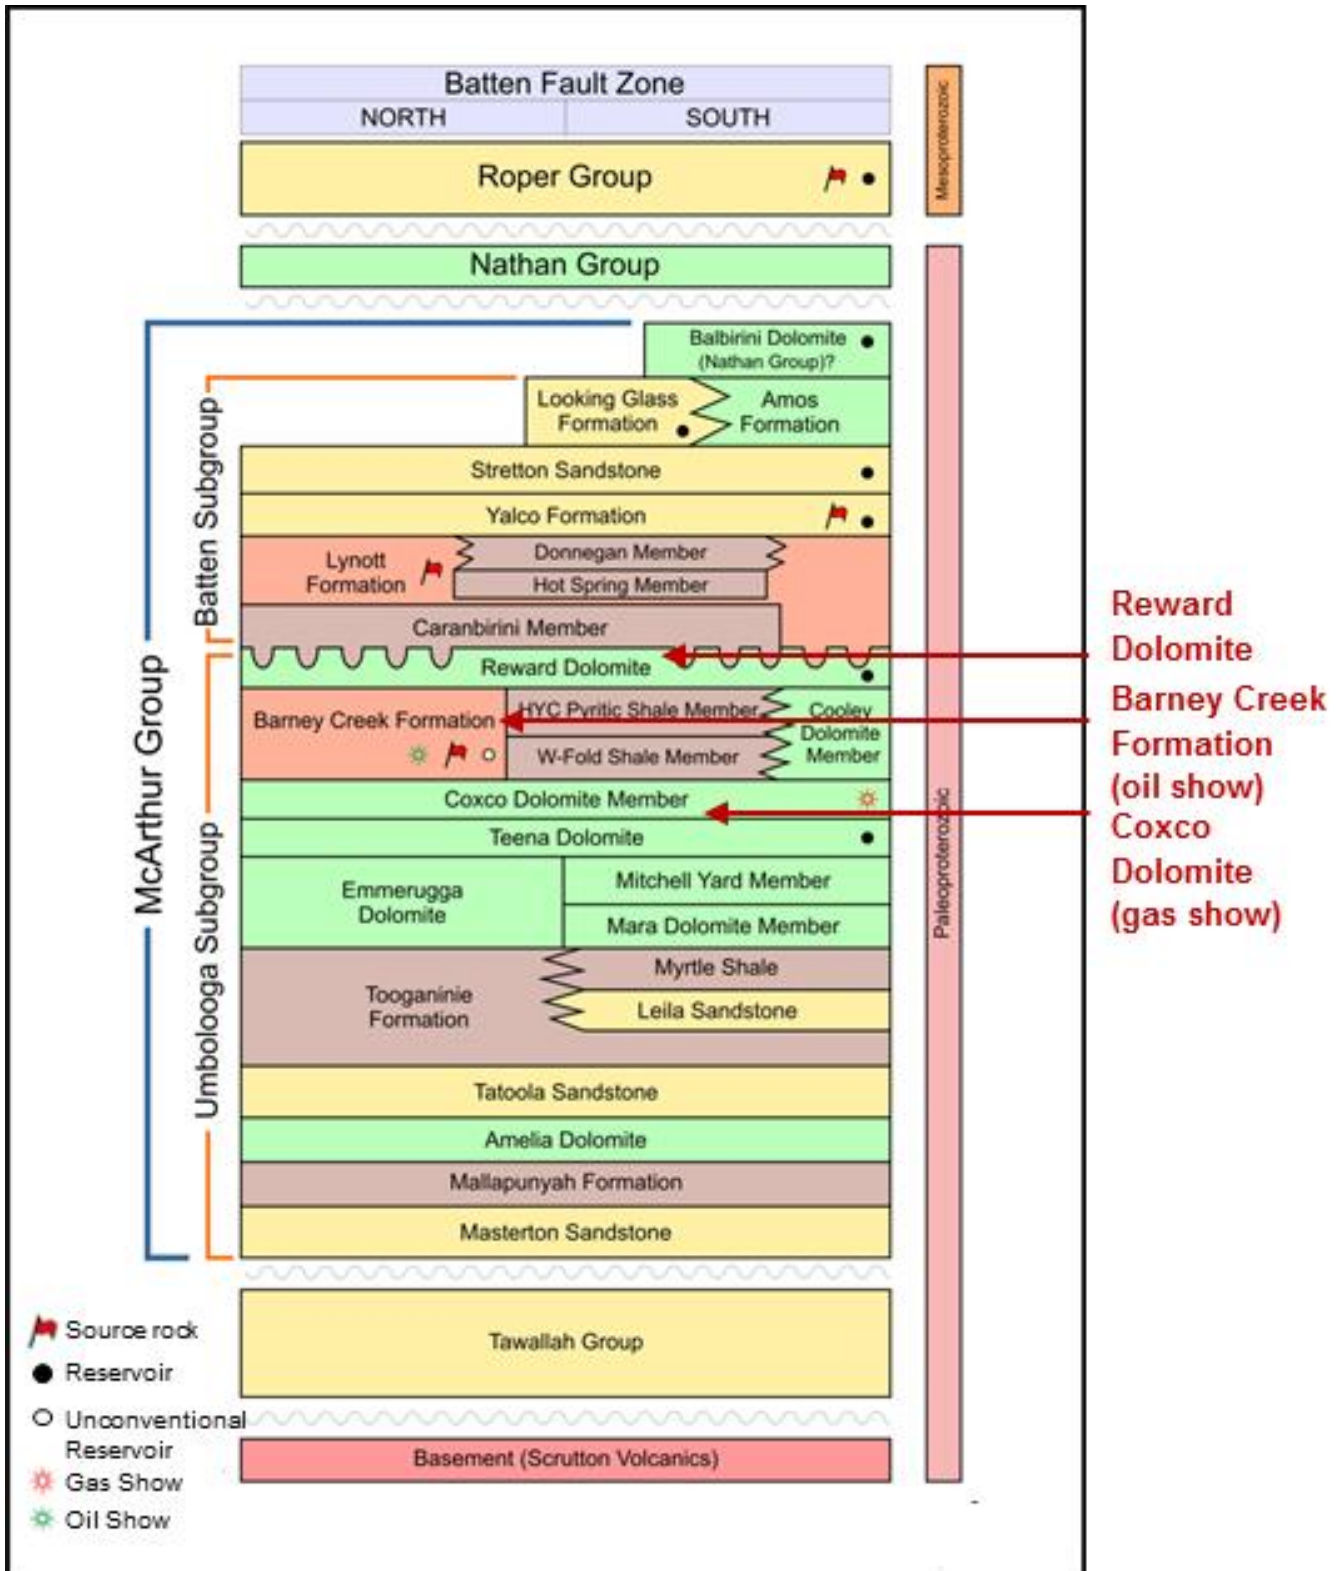 Batten Fault Zone
NORTH
SOUTH
Mesoproterozoic
Roper Group
Nathan Group
Balbirini Dolomite
(Nathan Group)?
Looking Glass
Formation
Amos
Formation
Stretton Sandstone
Yalco Formation
Lynott
Formation
Donnegan Member
Hot Spring Member
Caranbirini Member
Reward Dolomite
Barney Creek Formation
HYC Pyritic Shale Member
W-Fold Shale Member
Cooley
Dolomite
Member
Coxco Dolomite Member
Teena Dolomite
Emmerugga
Dolomite
Mitchell Yard Member
Mara Dolomite Member
Tooganinie
Formation
Myrtle Shale
Leila Sandstone
Tatoola Sandstone
Amelia Dolomite
Mallapunyah Formation
Masterton Sandstone
Tawallah Group
Basement (Scrutton Volcanics)
McArthur Group
Batten Subgroup
Umbolooga Subgroup
Paleoproterozoic
Reward
Dolomite
Barney Creek
Formation
(oil show)
Coxco
Dolomite
(gas show)
Source rock
Reservoir
Unconventional
Reservoir
Gas Show
Oil Show